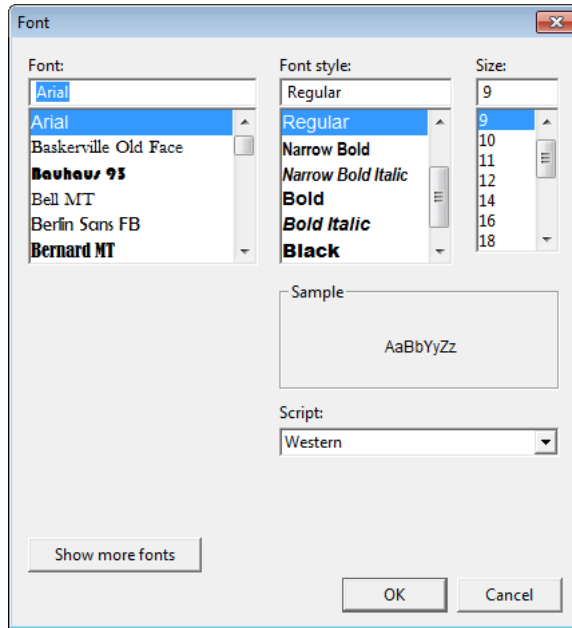 Font
Font:
Arial
Arial
Baskerville Old Face
Bauhaus 93
Bell MT
Berlin Sans FB
Bernard MT
Font style:
Regular
Regular
Narrow Bold
Narrow Bold Italic
Bold
Bold Italic
Black
Size:
9
9
10
11
12
14
16
18
Sample
AaBbYyZz
Script:
Western
Show more fonts
OK
Cancel